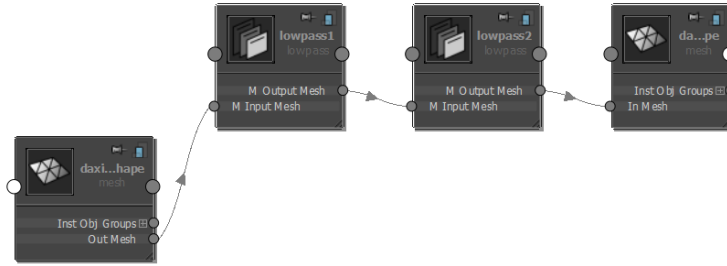 lowpass1
lowpass
M Output Mesh
M Input Mesh
lowpass2
lowpass
M Output Mesh
M Input Mesh
da...pe
mesh
Inst Obj Groups
In Mesh
daxi...hape
mesh
Inst Obj Groups
Out Mesh